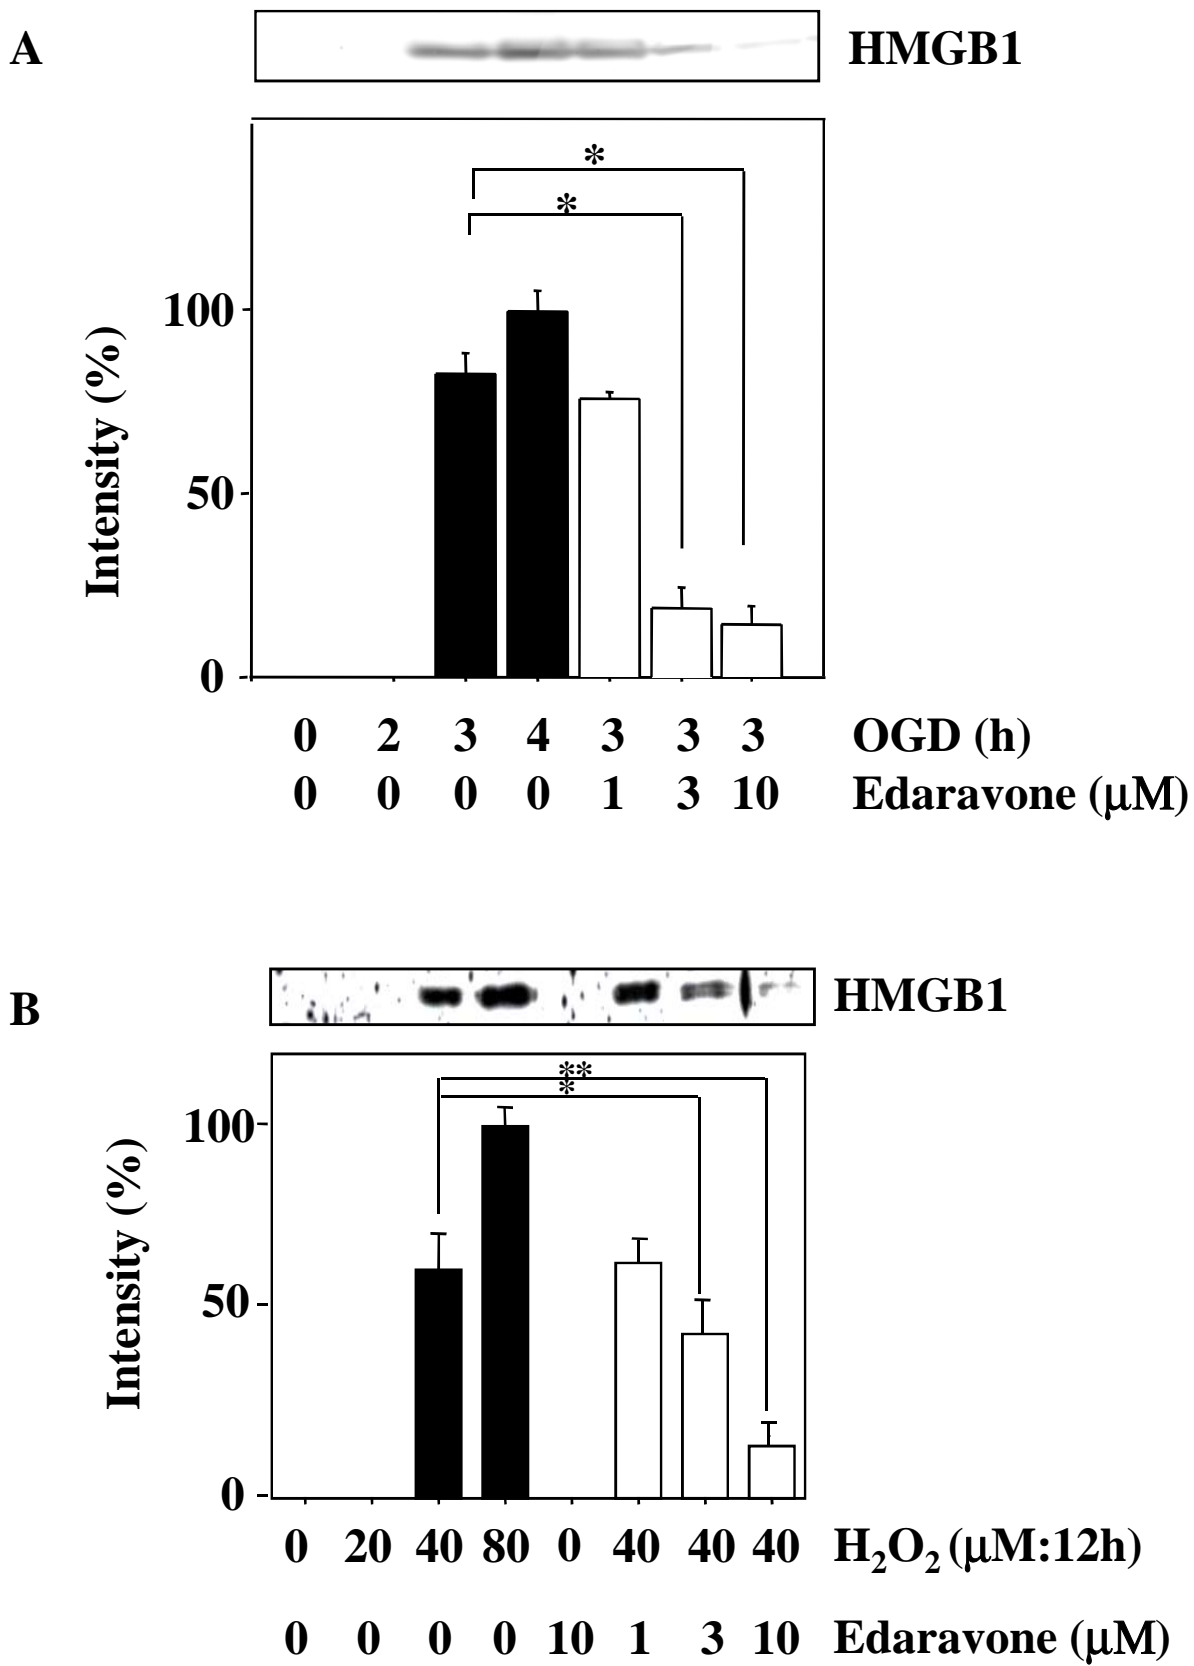 A HMGB1
*
*
100
50
0
Intensity (%)
0 2 3 4 3 3 3 OGD (h)
0 0 0 0 1 3 10 Edaravone (μM)
B HMGB1
**
*
100
50
0
Intensity (%)
0 20 40 80 0 40 40 40 H₂O₂ (μM:12h)
0 0 0 0 10 1 3 10 Edaravone (μM)